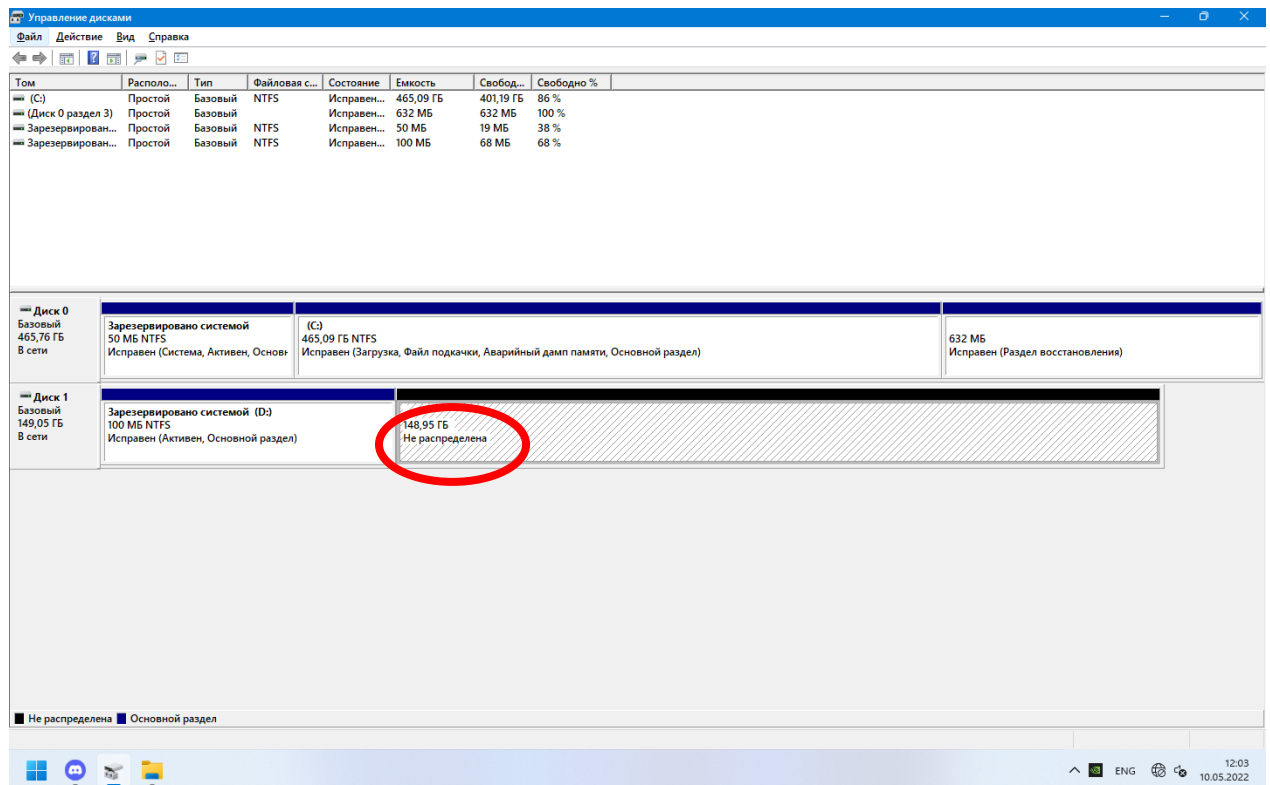 Управление дисками
Файл Действие Вид Справка
Том Располо... Тип Файловая с... Состояние Емкость Свобод... Свободно %
(C:) Простой Базовый NTFS Исправен... 465,09 ГБ 401,19 ГБ 86 %
(Диск 0 раздел 3) Простой Базовый Исправен... 632 МБ 632 МБ 100 %
Зарезервирован... Простой Базовый NTFS Исправен... 50 МБ 19 МБ 38 %
Зарезервирован... Простой Базовый NTFS Исправен... 100 МБ 68 МБ 68 %
Диск 0
Базовый
465,76 ГБ
В сети
Зарезервировано системой
50 МБ NTFS
Исправен (Система, Активен, Основн
(C:)
465,09 ГБ NTFS
Исправен (Загрузка, Файл подкачки, Аварийный дамп памяти, Основной раздел)
632 МБ
Исправен (Раздел восстановления)
Диск 1
Базовый
149,05 ГБ
В сети
Зарезервировано системой (D:)
100 МБ NTFS
Исправен (Активен, Основной раздел)
148,95 ГБ
Не распределена
Не распределена Основной раздел
ENG
12:03
10.05.2022